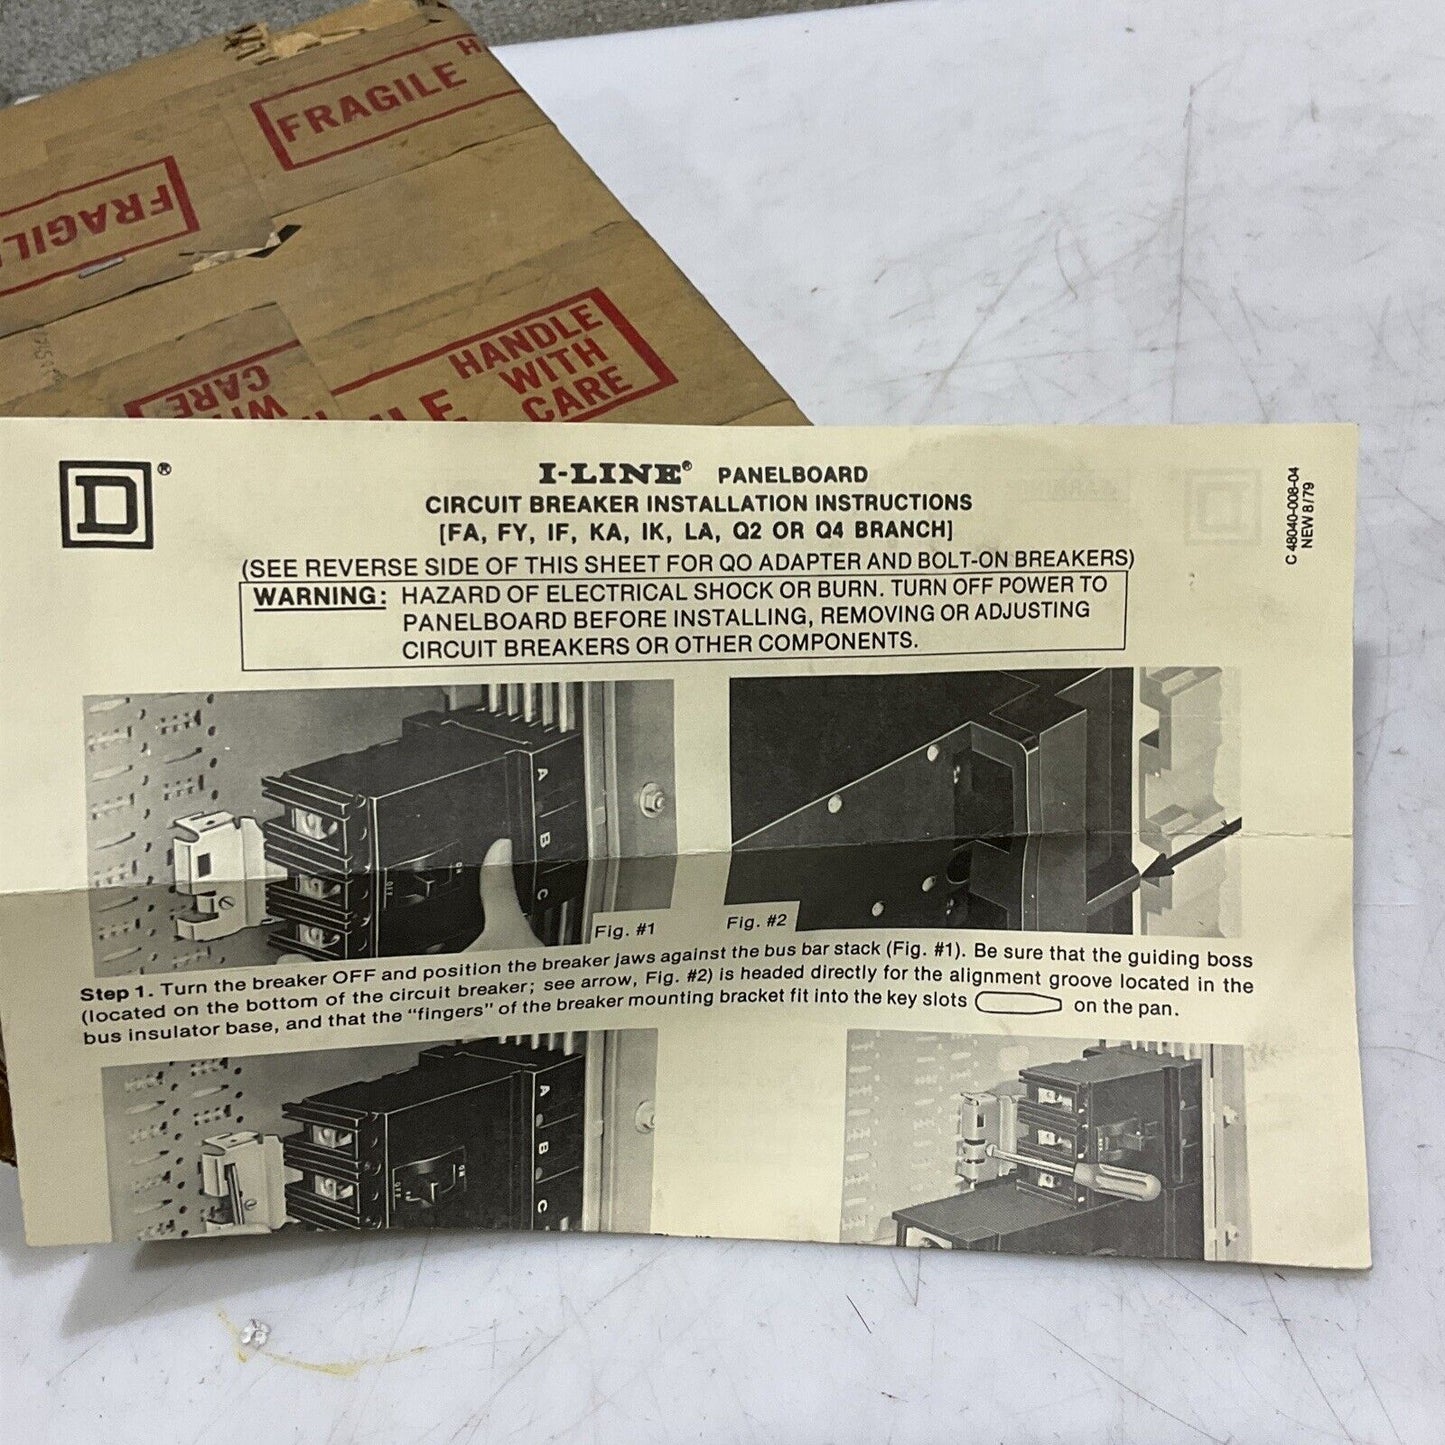 FRAGILE
H
FRAGIL
HANDLE
WITH
CARE
CARE
D®
I-LINE® PANELBOARD
CIRCUIT BREAKER INSTALLATION INSTRUCTIONS
[FA, FY, IF, KA, IK, LA, Q2 OR Q4 BRANCH]
(SEE REVERSE SIDE OF THIS SHEET FOR QO ADAPTER AND BOLT-ON BREAKERS)
WARNING: HAZARD OF ELECTRICAL SHOCK OR BURN. TURN OFF POWER TO
PANELBOARD BEFORE INSTALLING, REMOVING OR ADJUSTING
CIRCUIT BREAKERS OR OTHER COMPONENTS.
C 48040-008-04
NEW 8/79
A
B
C
ON
OFF
Fig. #1
Fig. #2
Step 1. Turn the breaker OFF and position the breaker jaws against the bus bar stack (Fig. #1). Be sure that the guiding boss
(located on the bottom of the circuit breaker; see arrow, Fig. #2) is headed directly for the alignment groove located in the
bus insulator base, and that the "fingers" of the breaker mounting bracket fit into the key slots on the pan.
A
B
C
ON
OFF